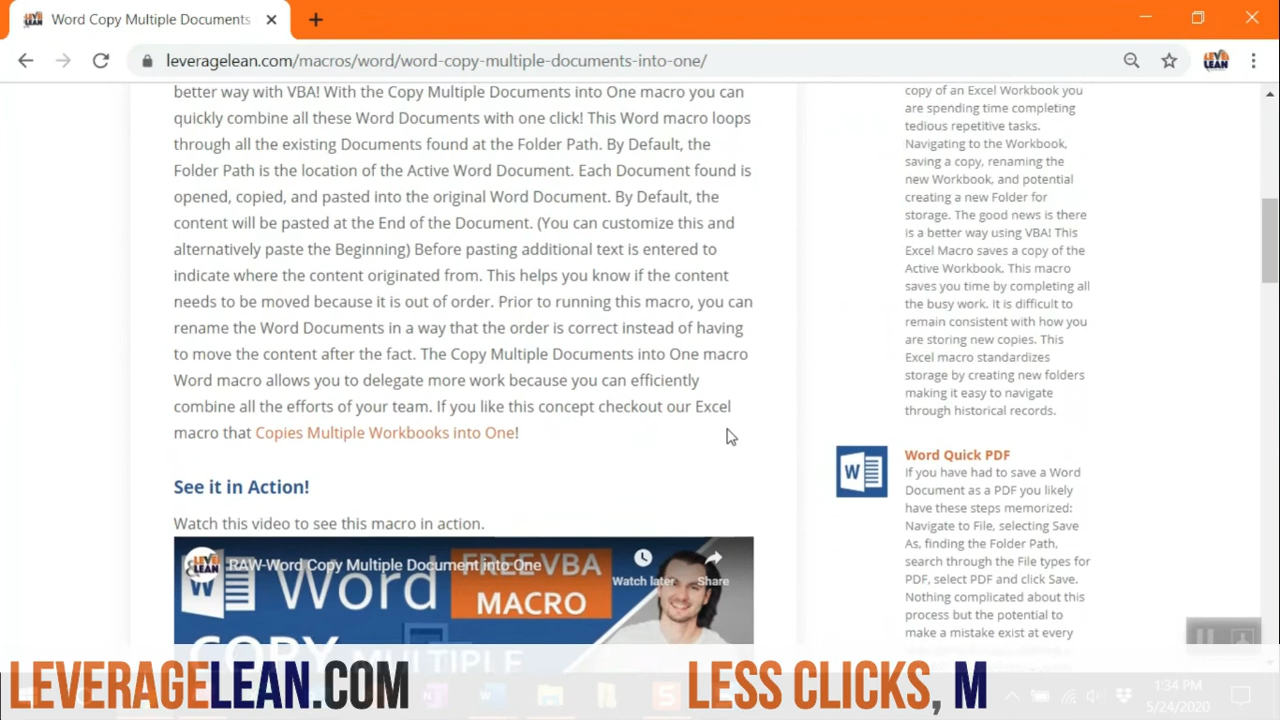 Word Copy Multiple Documents
leveragelean.com/macros/word/word-copy-multiple-documents-into-one/
better way with VBA! With the Copy Multiple Documents into One macro you can
quickly combine all these Word Documents with one click! This Word macro loops
through all the existing Documents found at the Folder Path. By Default, the
Folder Path is the location of the Active Word Document. Each Document found is
opened, copied, and pasted into the original Word Document. By Default, the
content will be pasted at the End of the Document. (You can customize this and
alternatively paste the Beginning) Before pasting additional text is entered to
indicate where the content originated from. This helps you know if the content
needs to be moved because it is out of order. Prior to running this macro, you can
rename the Word Documents in a way that the order is correct instead of having
to move the content after the fact. The Copy Multiple Documents into One macro
Word macro allows you to delegate more work because you can efficiently
combine all the efforts of your team. If you like this concept checkout our Excel
macro that Copies Multiple Workbooks into One!
See it in Action!
Watch this video to see this macro in action.
RAW-Word Copy Multiple Document into One
Watch later
Share
W
Word
FREE VBA
MACRO
COPY
MULTIPLE
copy of an Excel Workbook you
are spending time completing
tedious repetitive tasks.
Navigating to the Workbook,
saving a copy, renaming the
new Workbook, and potential
creating a new Folder for
storage. The good news is there
is a better way using VBA! This
Excel Macro saves a copy of the
Active Workbook. This macro
saves you time by completing all
the busy work. It is difficult to
remain consistent with how you
are storing new copies. This
Excel macro standardizes
storage by creating new folders
making it easy to navigate
through historical records.
W
Word Quick PDF
If you have had to save a Word
Document as a PDF you likely
have these steps memorized:
Navigate to File, selecting Save
As, finding the Folder Path,
search through the File types for
PDF, select PDF and click Save.
Nothing complicated about this
process but the potential to
make a mistake exist at every
LEVERAGELEAN.COM
LESS CLICKS, M
1:34 PM
5/24/2020